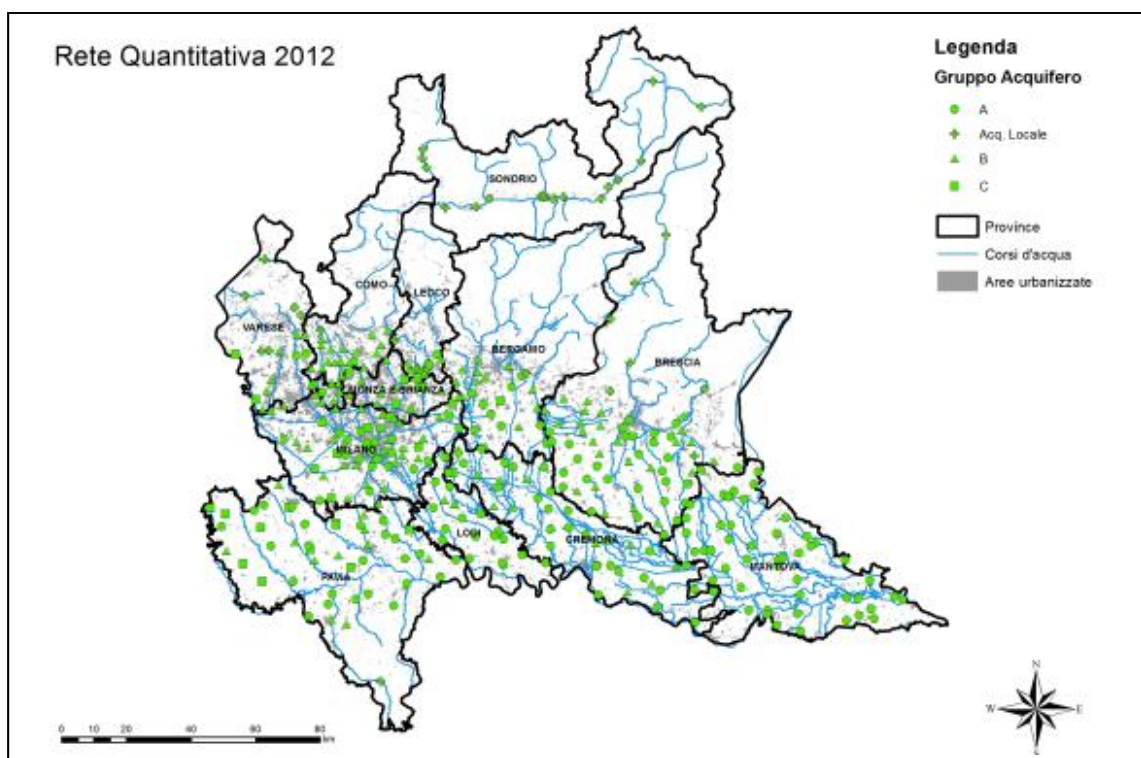 Rete Quantitativa 2012
Legenda
Gruppo Acquifero
A
Acq. Locale
B
C
Province
Corsi d'acqua
Aree urbanizzate
SONDRIO
COMO
LECCO
VARESE
BERGAMO
BRESCIA
MONZA E BRIANZA
MILANO
LODI
CREMONA
PAVIA
MANTOVA
0 10 20 40 60 80
km
N
W E